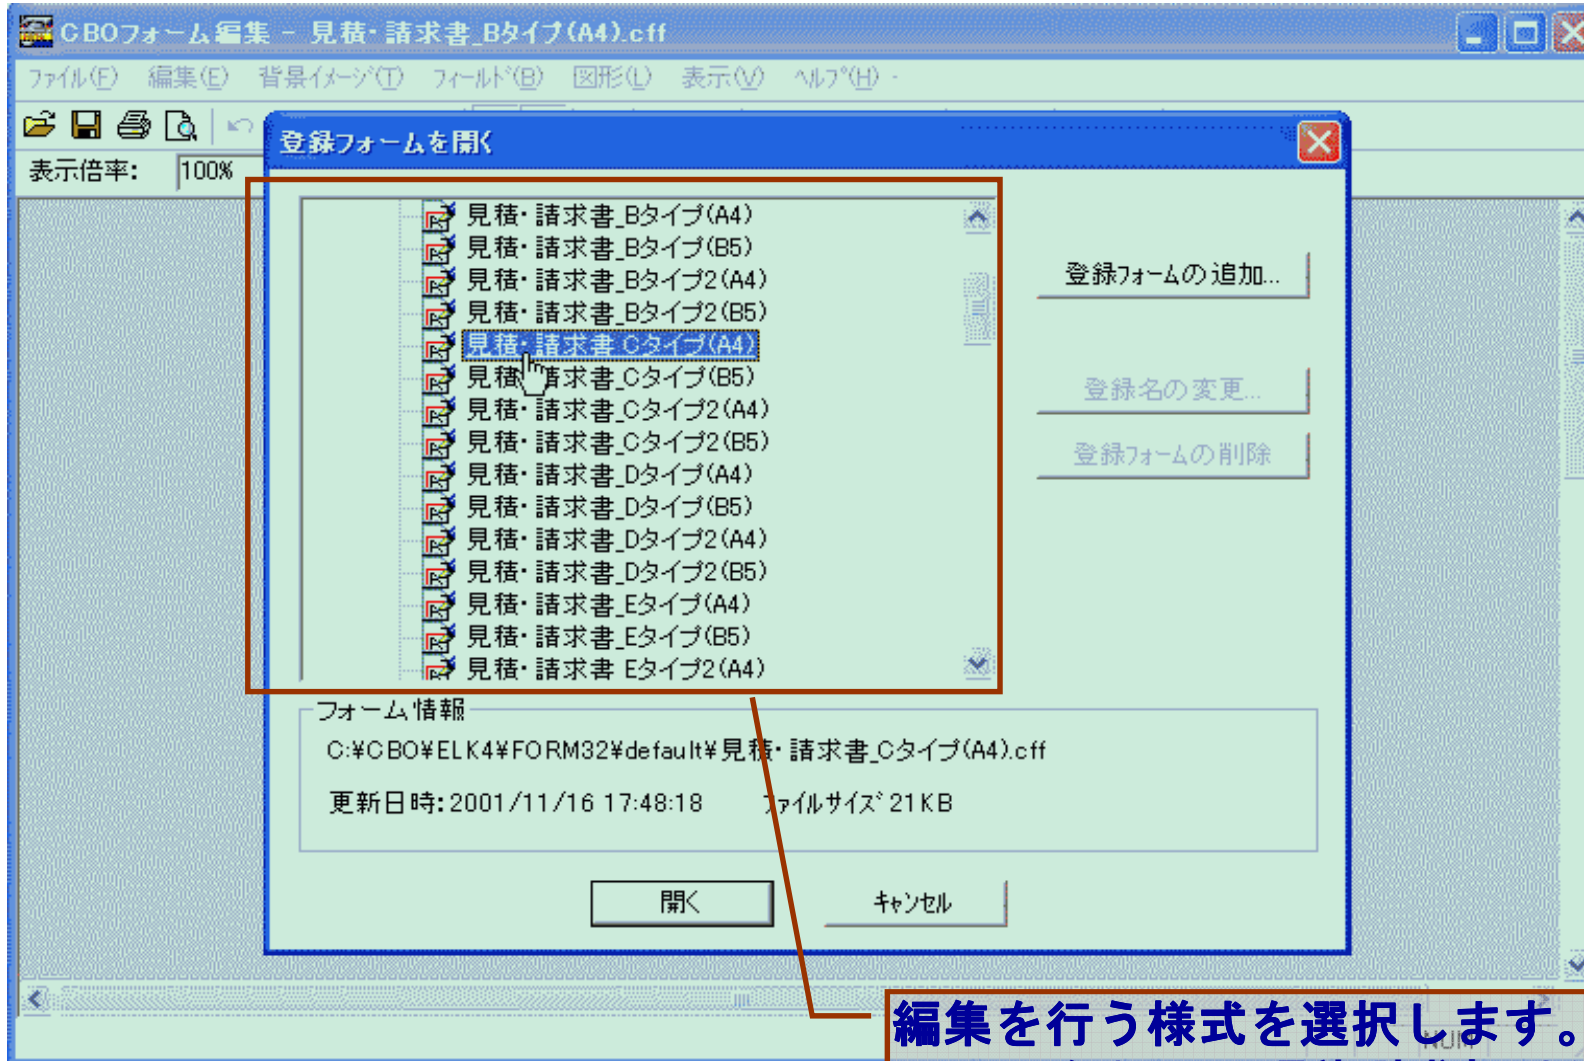 CBOフォーム編集 - 見積・請求書_Bタイプ(A4).cff
ファイル(F) 編集(E) 背景イメージ(T) フィールド(B) 図形(L) 表示(V) ヘルプ(H)
表示倍率: 100%
登録フォームを開く
見積・請求書_Bタイプ(A4)
見積・請求書_Bタイプ(B5)
見積・請求書_Bタイプ2(A4)
見積・請求書_Bタイプ2(B5)
見積・請求書_Cタイプ(A4)
見積・請求書_Cタイプ(B5)
見積・請求書_Cタイプ2(A4)
見積・請求書_Cタイプ2(B5)
見積・請求書_Dタイプ(A4)
見積・請求書_Dタイプ(B5)
見積・請求書_Dタイプ2(A4)
見積・請求書_Dタイプ2(B5)
見積・請求書_Eタイプ(A4)
見積・請求書_Eタイプ(B5)
見積・請求書 Eタイプ2(A4)
登録フォームの追加...
登録名の変更...
登録フォームの削除
フォーム情報
C:¥CBO¥ELK4¥FORM32¥default¥見積・請求書_Cタイプ(A4).cff
更新日時:2001/11/16 17:48:18 ファイルサイズ 21KB
開く キャンセル
編集を行う様式を選択します。
NUM